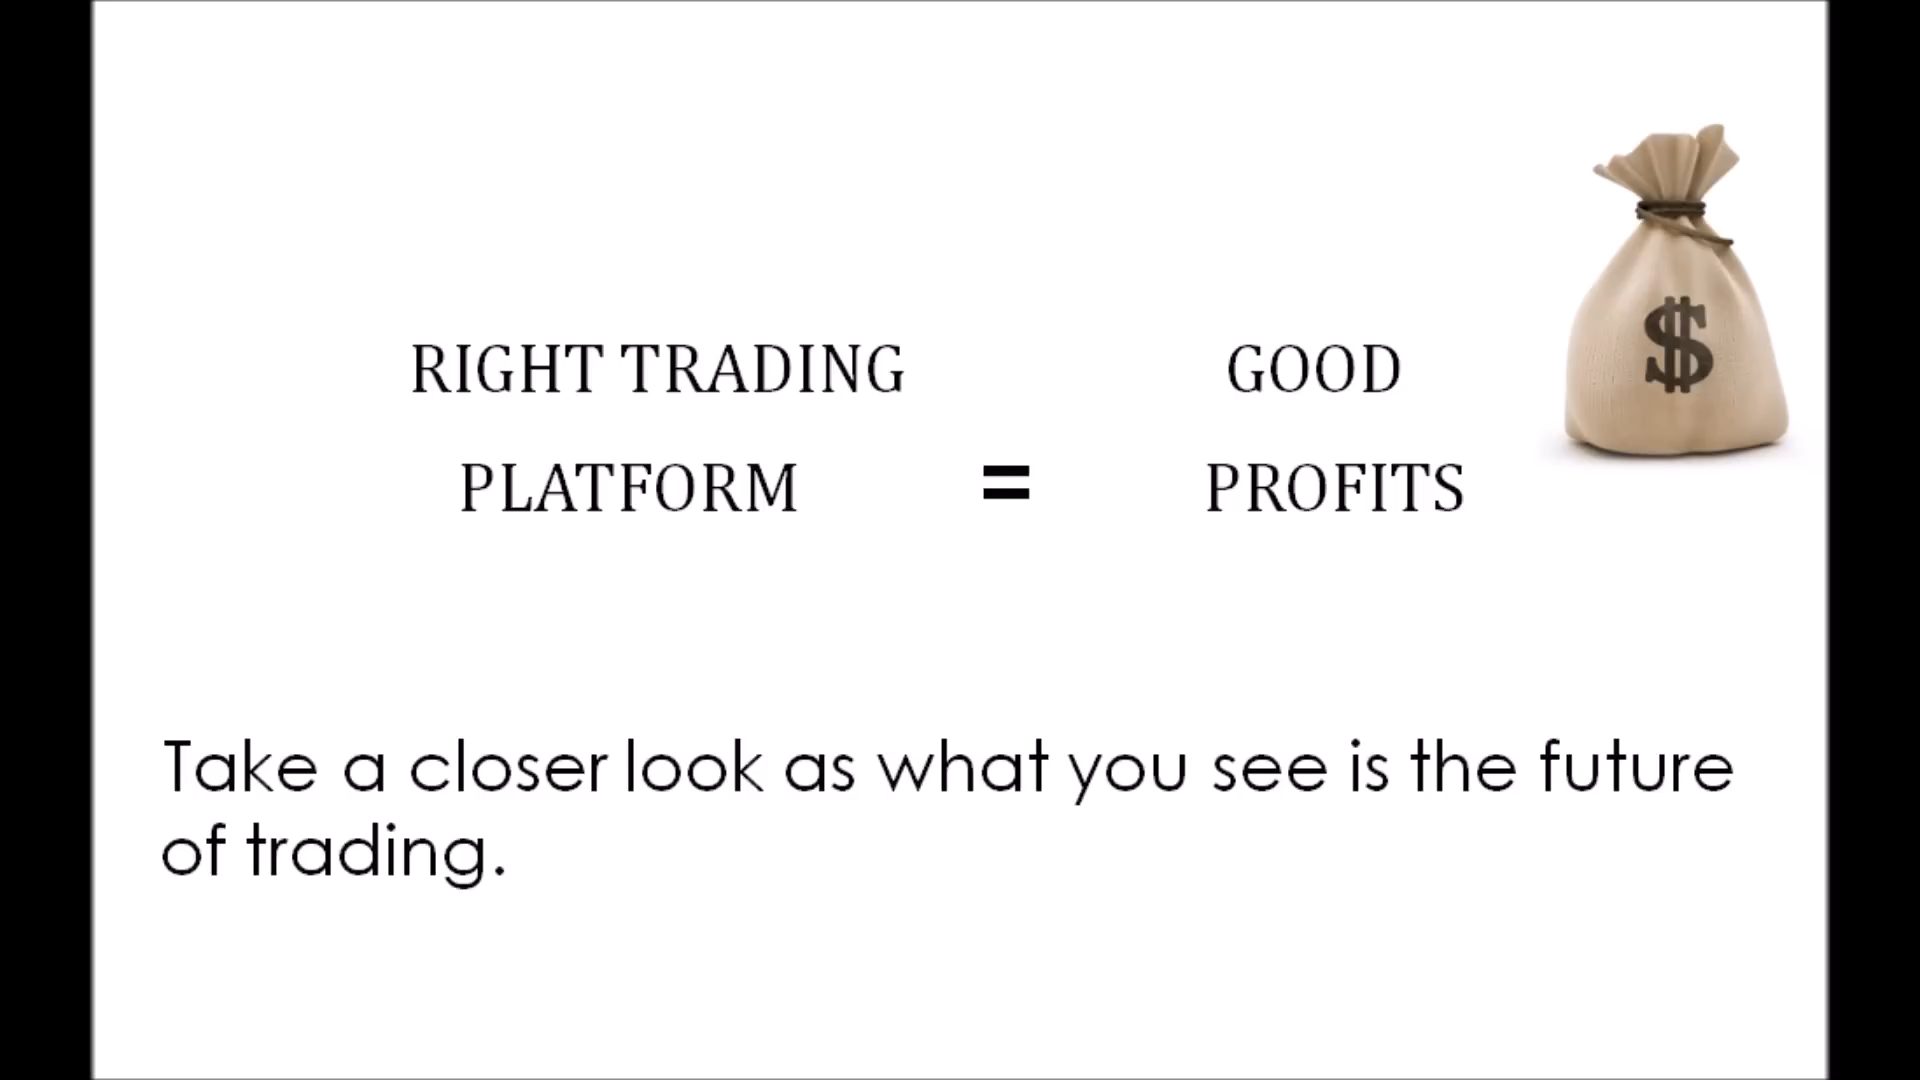 RIGHT TRADING
PLATFORM
=
GOOD
PROFITS
$
Take a closer look as what you see is the future
of trading.